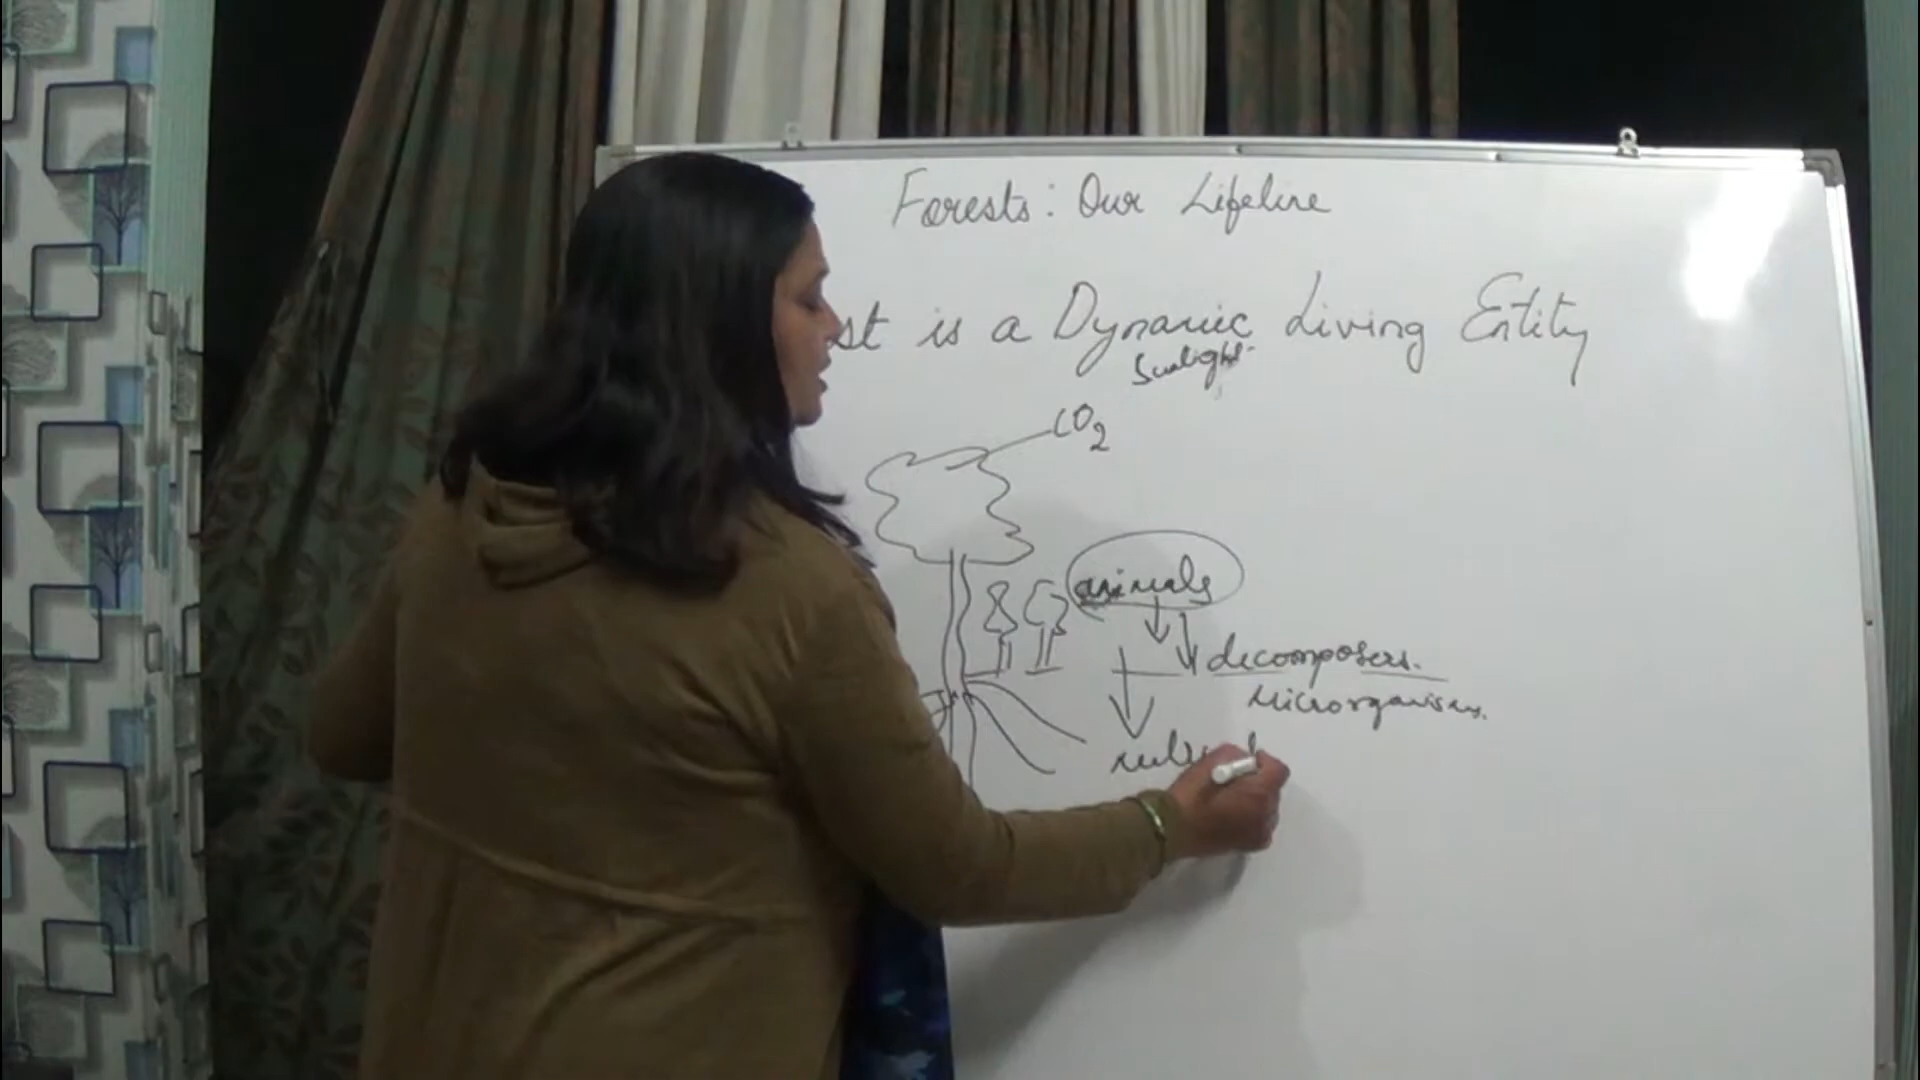 Forests: Our Lifeline
st is a Dynamic Living Entity
Sunlight
CO2
animals
decomposers.
Microorganisms.